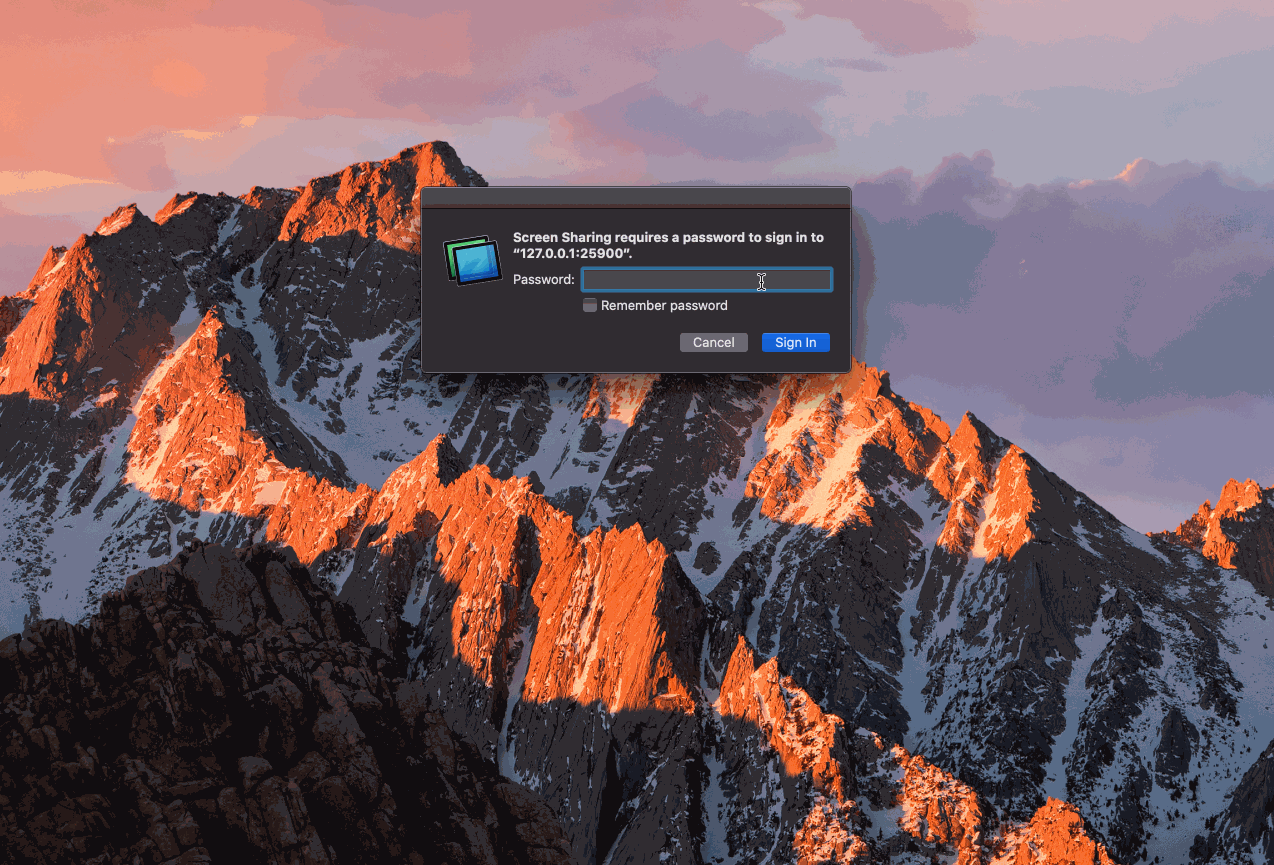 Screen Sharing requires a password to sign in to
“127.0.0.1:25900”.
Password:
Remember password
Cancel Sign In